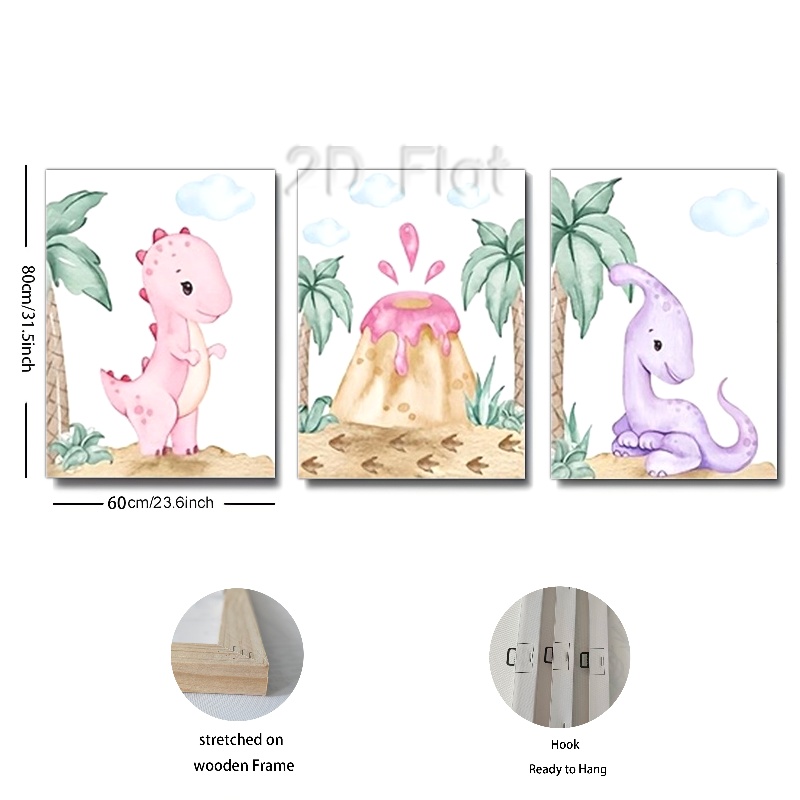 2D Flat
80cm/31.5inch
60cm/23.6inch
stretched on
wooden Frame
Hook
Ready to Hang